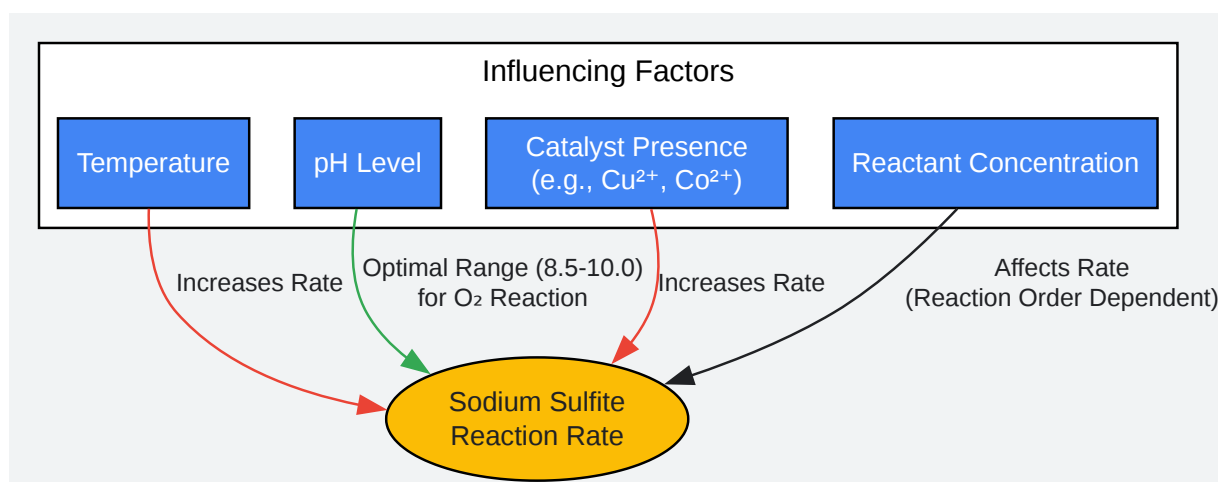 Influencing Factors
Temperature
pH Level
Catalyst Presence
(e.g., Cu²⁺, Co²⁺)
Reactant Concentration
Increases Rate
Optimal Range (8.5-10.0)
for O₂ Reaction
Increases Rate
Affects Rate
(Reaction Order Dependent)
Sodium Sulfite
Reaction Rate